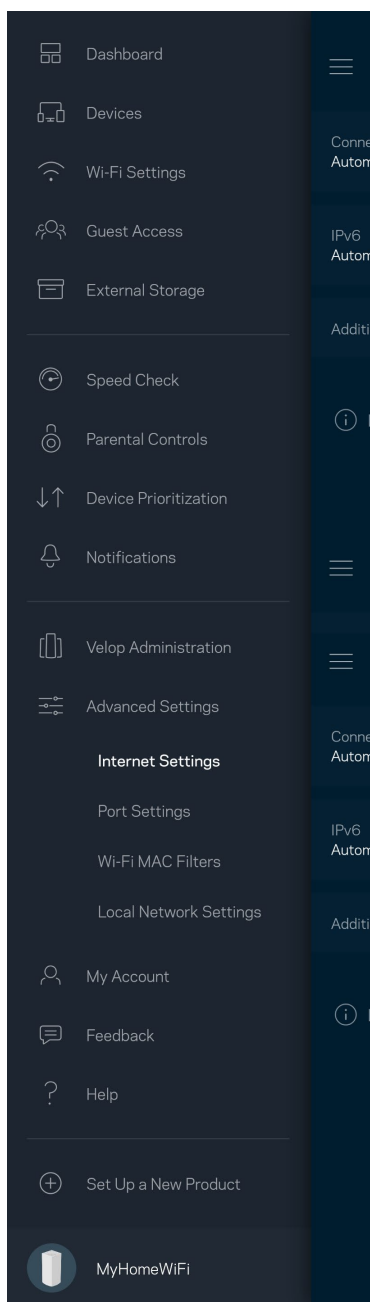 Dashboard
Devices
Wi-Fi Settings
Guest Access
External Storage
Speed Check
Parental Controls
Device Prioritization
Notifications
Velop Administration
Advanced Settings
Internet Settings
Port Settings
Wi-Fi MAC Filters
Local Network Settings
My Account
Feedback
Help
Set Up a New Product
MyHomeWiFi
IPv6
IPv6